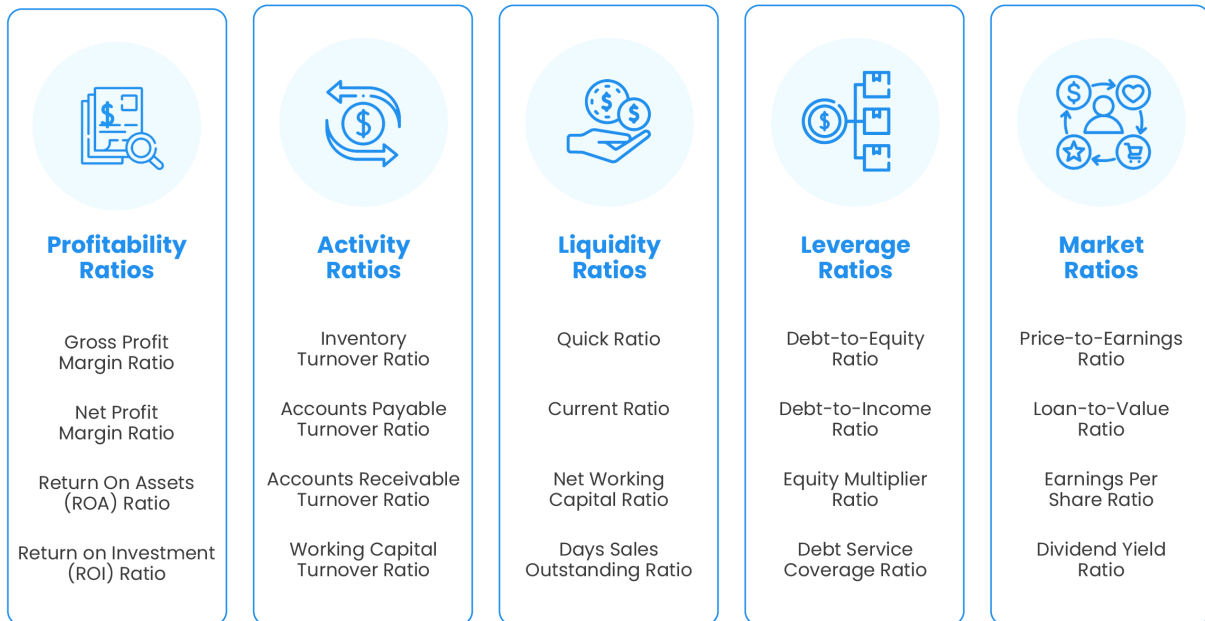 Profitability
Ratios
Gross Profit
Margin Ratio
Net Profit
Margin Ratio
Return On Assets
(ROA) Ratio
Return on Investment
(ROI) Ratio
Activity
Ratios
Inventory
Turnover Ratio
Accounts Payable
Turnover Ratio
Accounts Receivable
Turnover Ratio
Working Capital
Turnover Ratio
Liquidity
Ratios
Quick Ratio
Current Ratio
Net Working
Capital Ratio
Days Sales
Outstanding Ratio
Leverage
Ratios
Debt-to-Equity
Ratio
Debt-to-Income
Ratio
Equity Multiplier
Ratio
Debt Service
Coverage Ratio
Market
Ratios
Price-to-Earnings
Ratio
Loan-to-Value
Ratio
Earnings Per
Share Ratio
Dividend Yield
Ratio